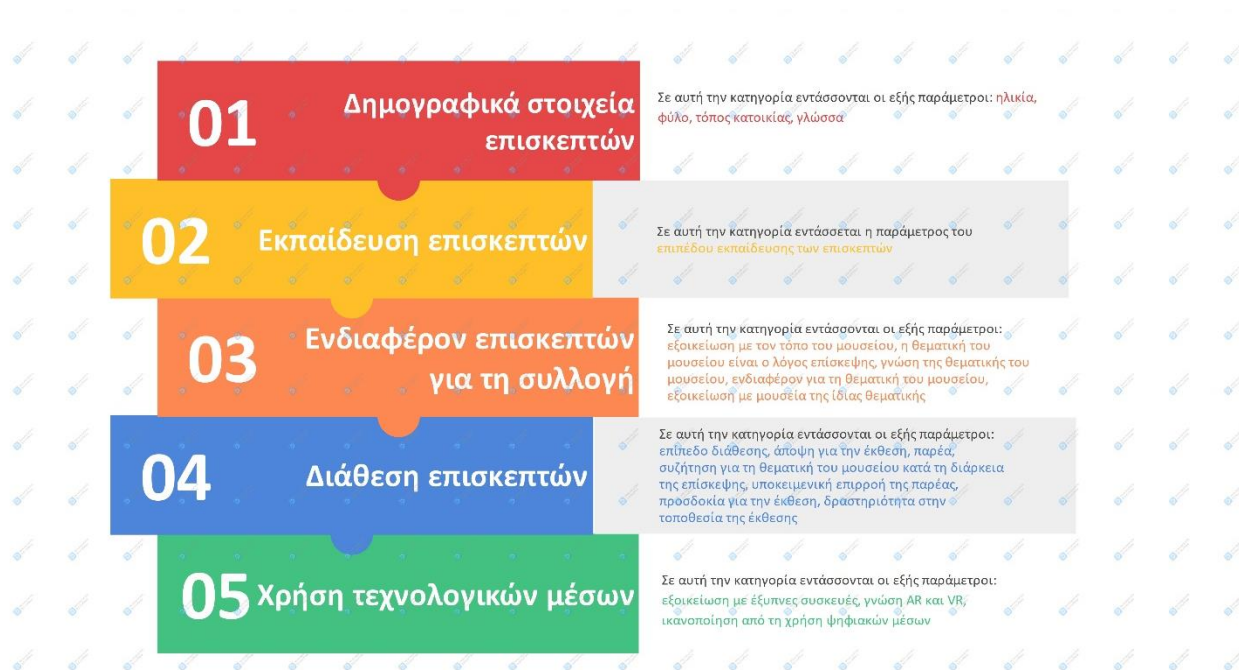 01
Δημογραφικά στοιχεία
επισκεπτών
Σε αυτή την κατηγορία εντάσσονται οι εξής παράμετροι: ηλικία,
φύλο, τόπος κατοικίας, γλώσσα
02
Εκπαίδευση επισκεπτών
Σε αυτή την κατηγορία εντάσσεται η παράμετρος του
επιπέδου εκπαίδευσης των επισκεπτών
03
Ενδιαφέρον επισκεπτών
για τη συλλογή
Σε αυτή την κατηγορία εντάσσονται οι εξής παράμετροι:
εξοικείωση με τον τόπο του μουσείου, η θεματική του
μουσείου είναι ο λόγος επίσκεψης, γνώση της θεματικής του
μουσείου, ενδιαφέρον για τη θεματική του μουσείου,
εξοικείωση με μουσεία της ίδιας θεματικής
04
Διάθεση επισκεπτών
Σε αυτή την κατηγορία εντάσσονται οι εξής παράμετροι:
επίπεδο διάθεσης, άποψη για την έκθεση, παρέα,
συζήτηση για τη θεματική του μουσείου κατά τη διάρκεια
της επίσκεψης, υποκειμενική επιρροή της παρέας,
προσδοκία για την έκθεση, δραστηριότητα στην
τοποθεσία της έκθεσης
05
Χρήση τεχνολογικών μέσων
Σε αυτή την κατηγορία εντάσσονται οι εξής παράμετροι:
εξοικείωση με έξυπνες συσκευές, γνώση AR και VR,
ικανοποίηση από τη χρήση ψηφιακών μέσων